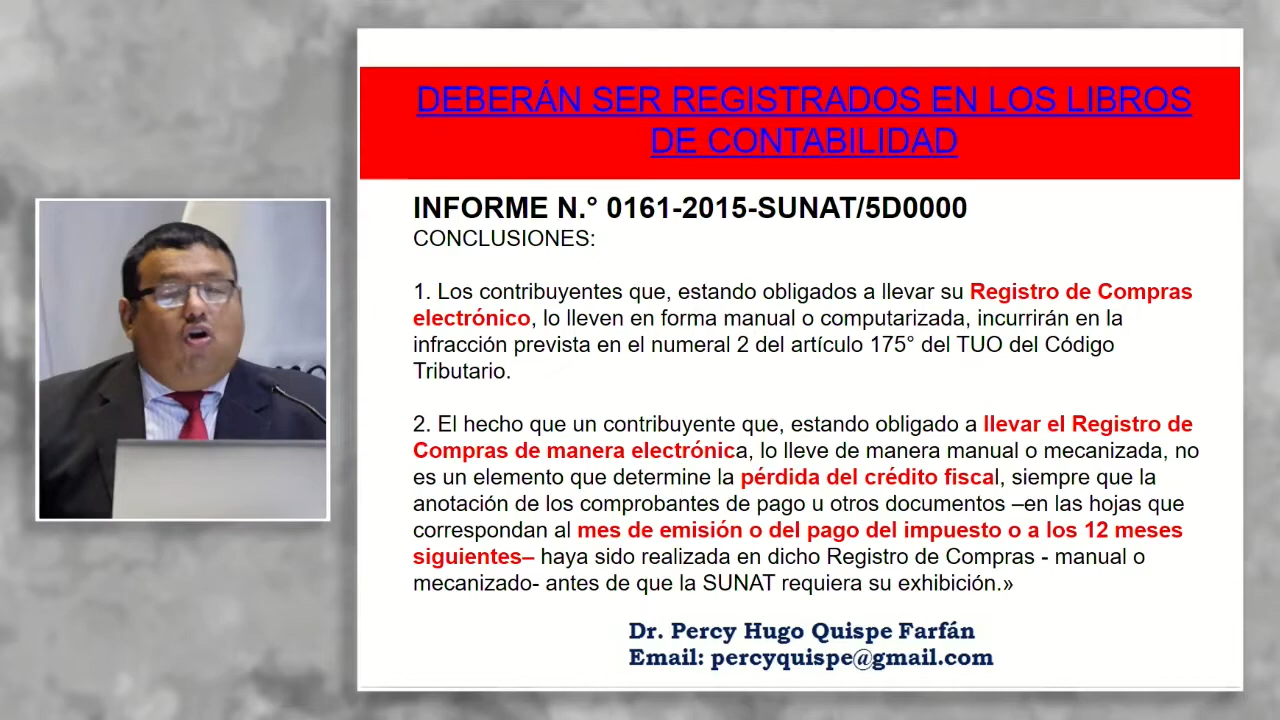 DEBERÁN SER REGISTRADOS EN LOS LIBROS
DE CONTABILIDAD
INFORME N.° 0161-2015-SUNAT/5D0000
CONCLUSIONES:
1. Los contribuyentes que, estando obligados a llevar su Registro de Compras
electrónico, lo lleven en forma manual o computarizada, incurrirán en la
infracción prevista en el numeral 2 del artículo 175° del TUO del Código
Tributario.
2. El hecho que un contribuyente que, estando obligado a llevar el Registro de
Compras de manera electrónica, lo lleve de manera manual o mecanizada, no
es un elemento que determine la pérdida del crédito fiscal, siempre que la
anotación de los comprobantes de pago u otros documentos –en las hojas que
correspondan al mes de emisión o del pago del impuesto o a los 12 meses
siguientes– haya sido realizada en dicho Registro de Compras - manual o
mecanizado- antes de que la SUNAT requiera su exhibición.»
Dr. Percy Hugo Quispe Farfán
Email: percyquispe@gmail.com